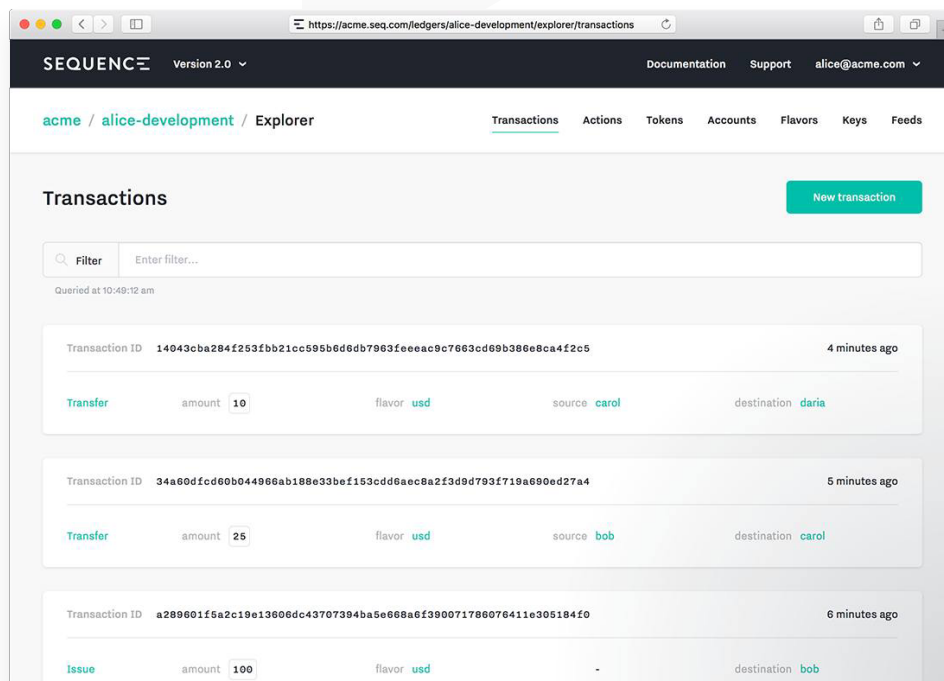 https://acme.seq.com/ledgers/alice-development/explorer/transactions
SEQUENCE Version 2.0 Documentation Support alice@acme.com
acme / alice-development / Explorer Transactions Actions Tokens Accounts Flavors Keys Feeds
Transactions New transaction
Filter Enter filter...
Queried at 10:49:12 am
Transaction ID 14043cba284f253fbb21cc595b6d6db7963feeeac9c7663cd69b386e8ca4f2c5 4 minutes ago
Transfer amount 10 flavor usd source carol destination daria
Transaction ID 34a60dfcd60b044966ab188e33bef153cdd6aec8a2f3d9d793f719a690ed27a4 5 minutes ago
Transfer amount 25 flavor usd source bob destination carol
Transaction ID a289601f5a2c19e13606dc43707394ba5e668a6f390071786076411e305184f0 6 minutes ago
Issue amount 100 flavor usd - destination bob